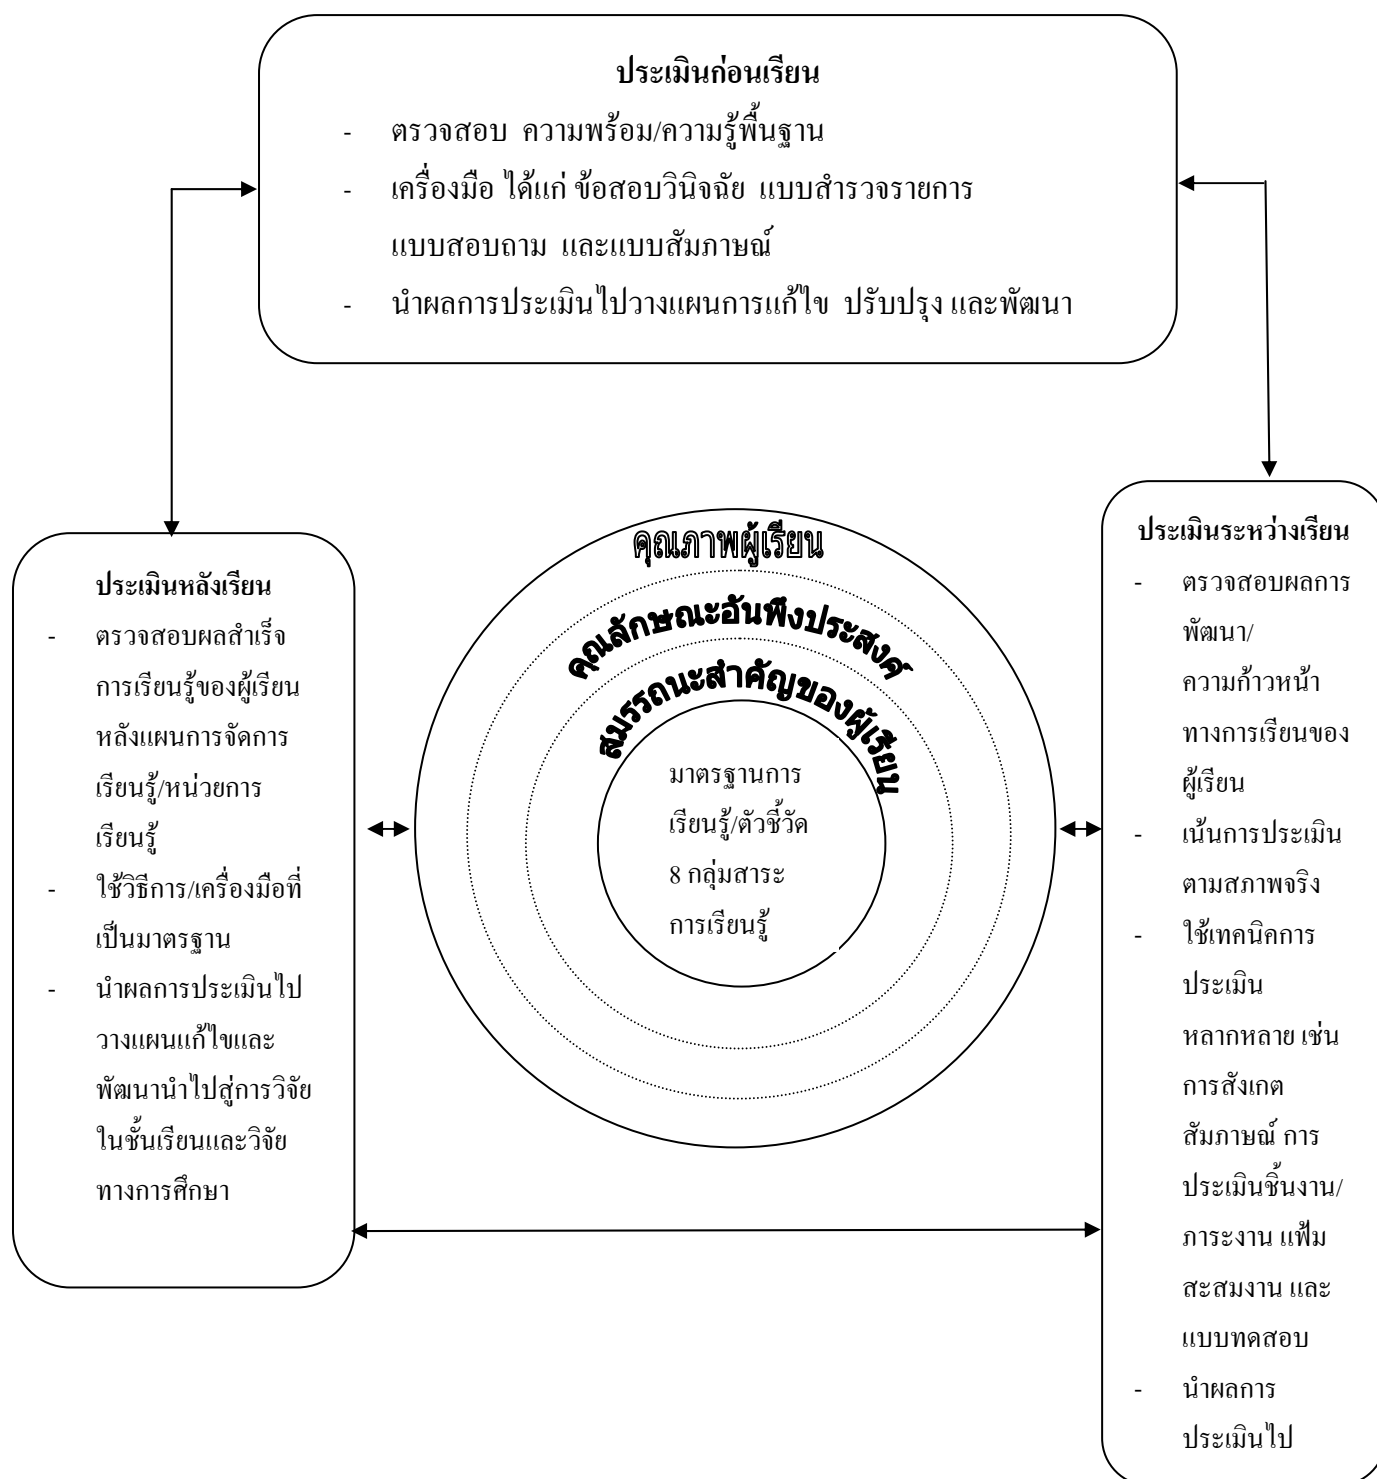 ประเมินก่อนเรียน
- ตรวจสอบ ความพร้อม/ความรู้พื้นฐาน
- เครื่องมือ ได้แก่ ข้อสอบวินิจฉัย แบบสำรวจรายการ
แบบสอบถาม และแบบสัมภาษณ์
- นำผลการประเมินไปวางแผนการแก้ไข ปรับปรุง และพัฒนา
ประเมินหลังเรียน
- ตรวจสอบผลสำเร็จ
การเรียนรู้ของผู้เรียน
หลังแผนการจัดการ
เรียนรู้/หน่วยการ
เรียนรู้
- ใช้วิธีการ/เครื่องมือที่
เป็นมาตรฐาน
- นำผลการประเมินไป
วางแผนแก้ไขและ
พัฒนานำไปสู่การวิจัย
ในชั้นเรียนและวิจัย
ทางการศึกษา
คุณภาพผู้เรียน
คุณลักษณะอันพึงประสงค์
สมรรถนะสำคัญของผู้เรียน
มาตรฐานการ
เรียนรู้/ตัวชี้วัด
8 กลุ่มสาระ
การเรียนรู้
ประเมินระหว่างเรียน
- ตรวจสอบผลการ
พัฒนา/
ความก้าวหน้า
ทางการเรียนของ
ผู้เรียน
- เน้นการประเมิน
ตามสภาพจริง
- ใช้เทคนิคการ
ประเมิน
หลากหลาย เช่น
การสังเกต
สัมภาษณ์ การ
ประเมินชิ้นงาน/
ภาระงาน แฟ้ม
สะสมงาน และ
แบบทดสอบ
- นำผลการ
ประเมินไป